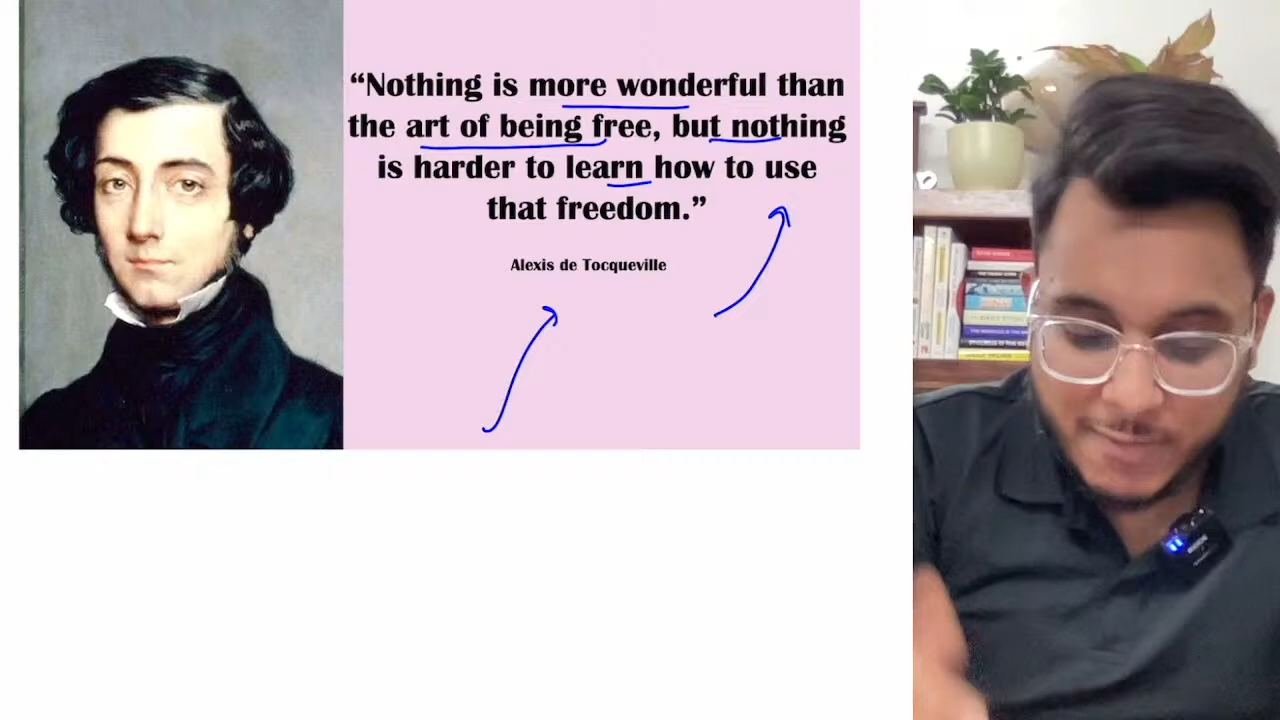 “Nothing is more wonderful than
the art of being free, but nothing
is harder to learn how to use
that freedom.”
Alexis de Tocqueville